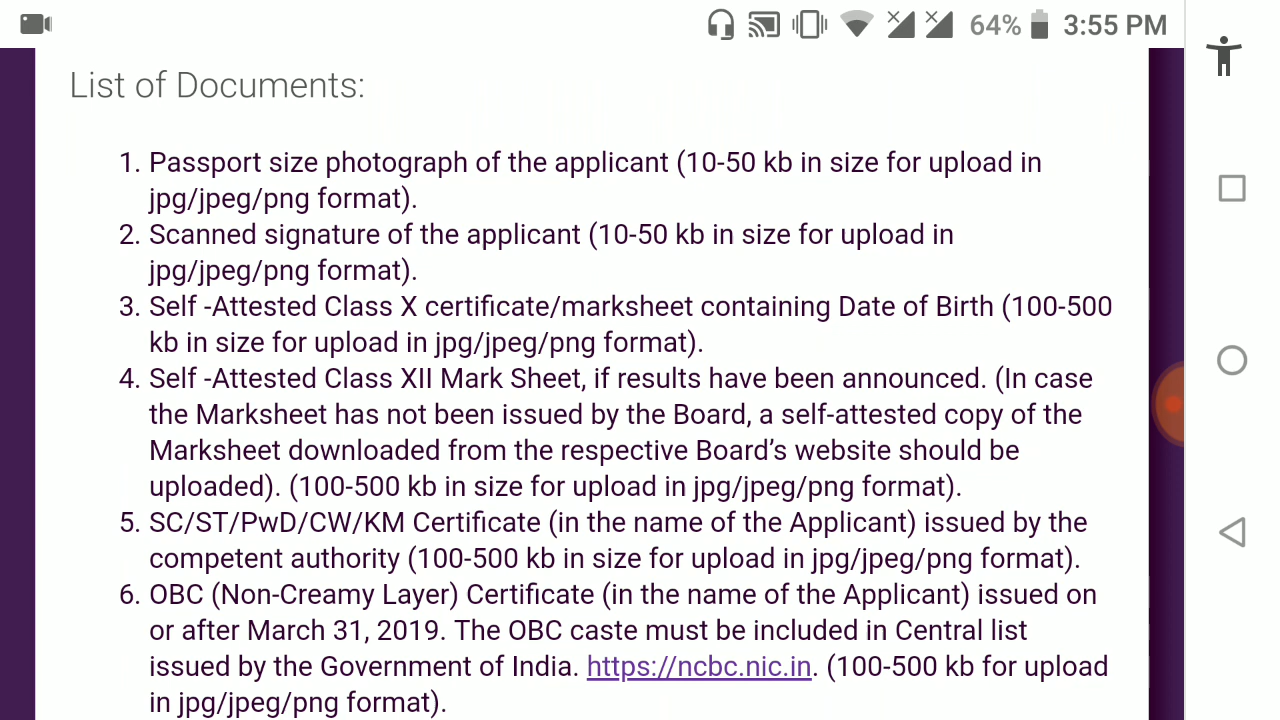 64% 3:55 PM
List of Documents:
1. Passport size photograph of the applicant (10-50 kb in size for upload in
jpg/jpeg/png format).
2. Scanned signature of the applicant (10-50 kb in size for upload in
jpg/jpeg/png format).
3. Self -Attested Class X certificate/marksheet containing Date of Birth (100-500
kb in size for upload in jpg/jpeg/png format).
4. Self -Attested Class XII Mark Sheet, if results have been announced. (In case
the Marksheet has not been issued by the Board, a self-attested copy of the
Marksheet downloaded from the respective Board’s website should be
uploaded). (100-500 kb in size for upload in jpg/jpeg/png format).
5. SC/ST/PwD/CW/KM Certificate (in the name of the Applicant) issued by the
competent authority (100-500 kb in size for upload in jpg/jpeg/png format).
6. OBC (Non-Creamy Layer) Certificate (in the name of the Applicant) issued on
or after March 31, 2019. The OBC caste must be included in Central list
issued by the Government of India. https://ncbc.nic.in. (100-500 kb for upload
in jpg/jpeg/png format).